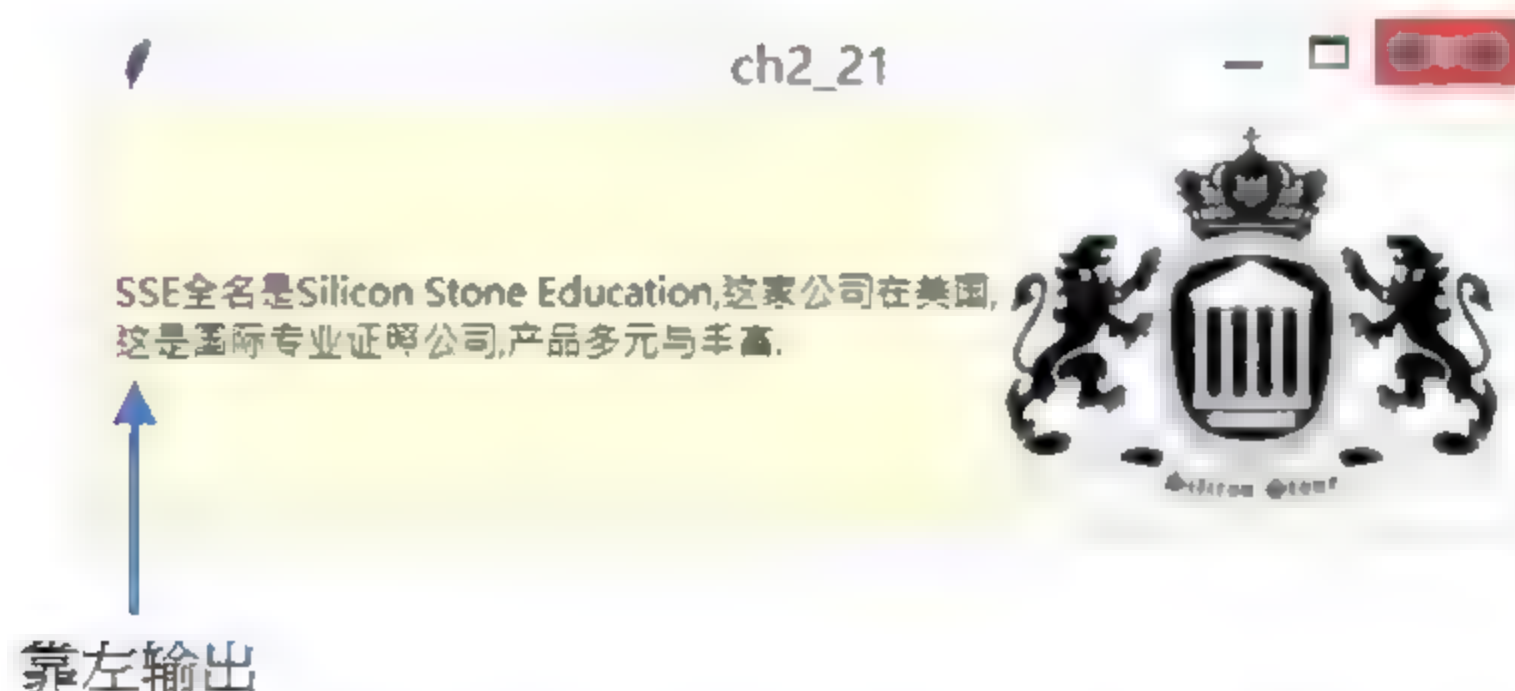 ch2_21
SSE全名是Silicon Stone Education,这家公司在美国,
这是国际专业证照公司,产品多元与丰富.
Silicon Stone
靠左输出